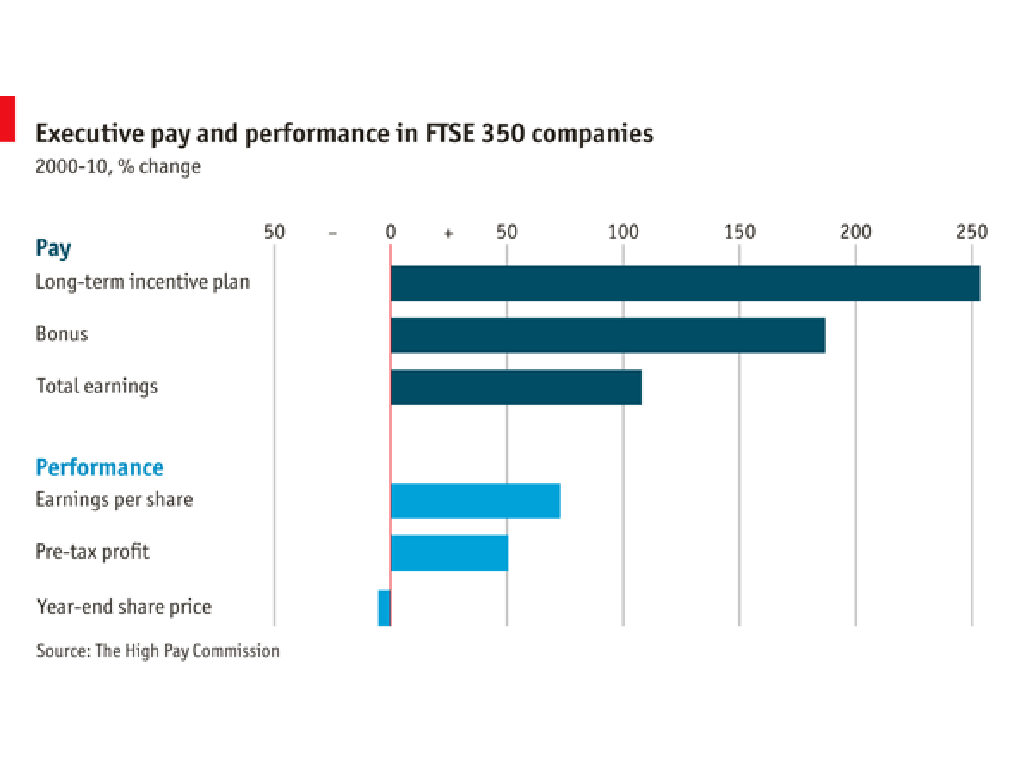 Executive pay and performance in FTSE 350 companies
2000-10, % change
50 – 0 + 50 100 150 200 250
Pay
Long-term incentive plan
Bonus
Total earnings
Performance
Earnings per share
Pre-tax profit
Year-end share price
Source: The High Pay Commission